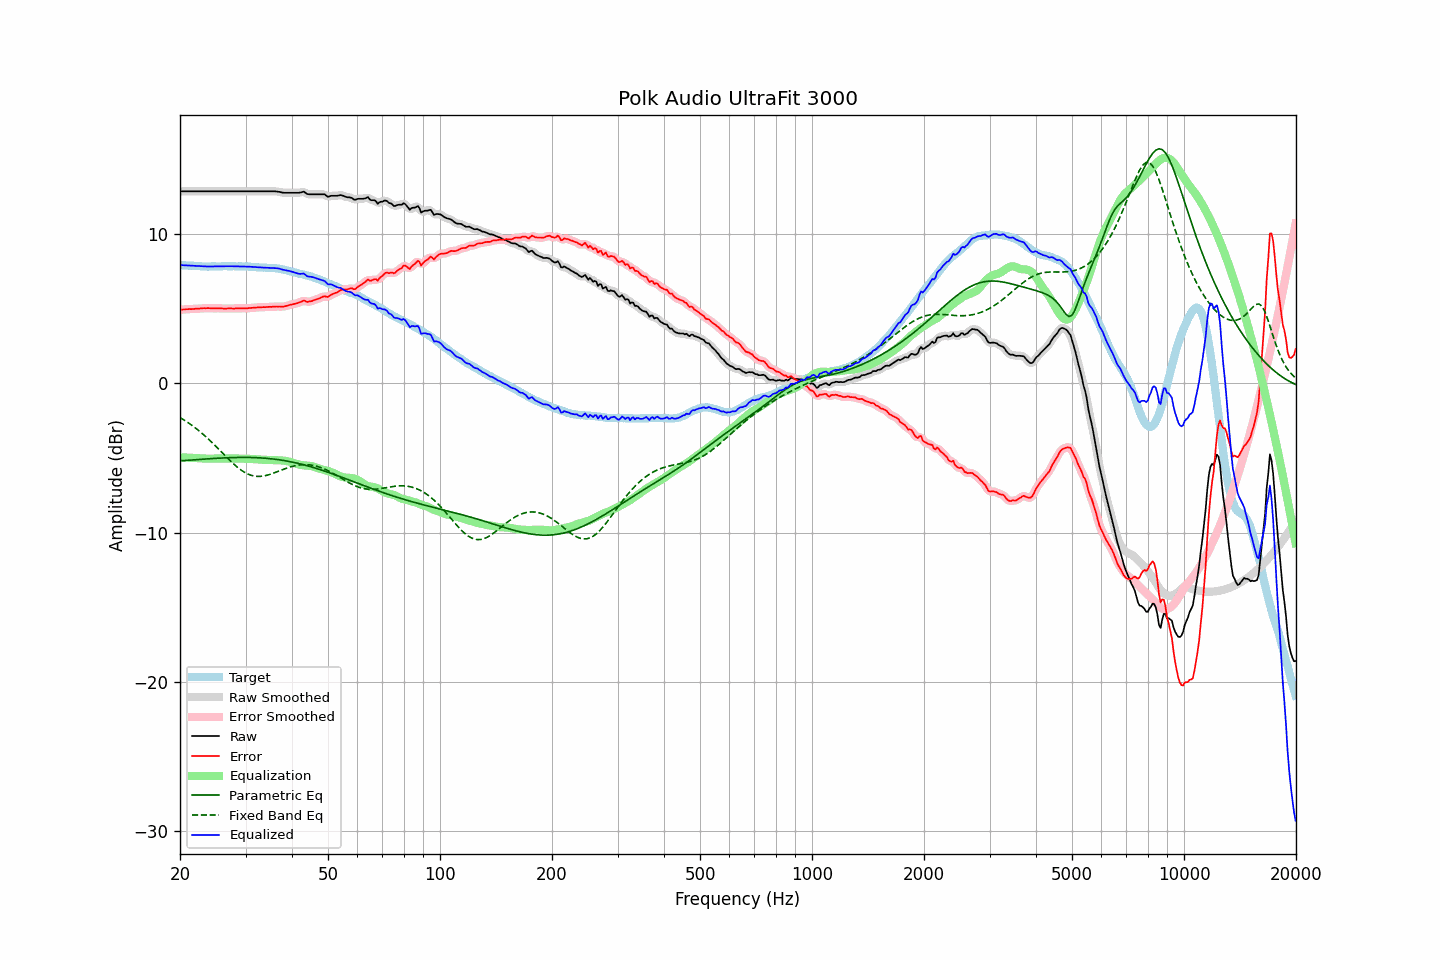 Polk Audio UltraFit 3000
Amplitude (dBr)
10
0
−10
−20
−30
Target
Raw Smoothed
Error Smoothed
Raw
Error
Equalization
Parametric Eq
Fixed Band Eq
Equalized
20 50 100 200 500 1000 2000 5000 10000 20000
Frequency (Hz)